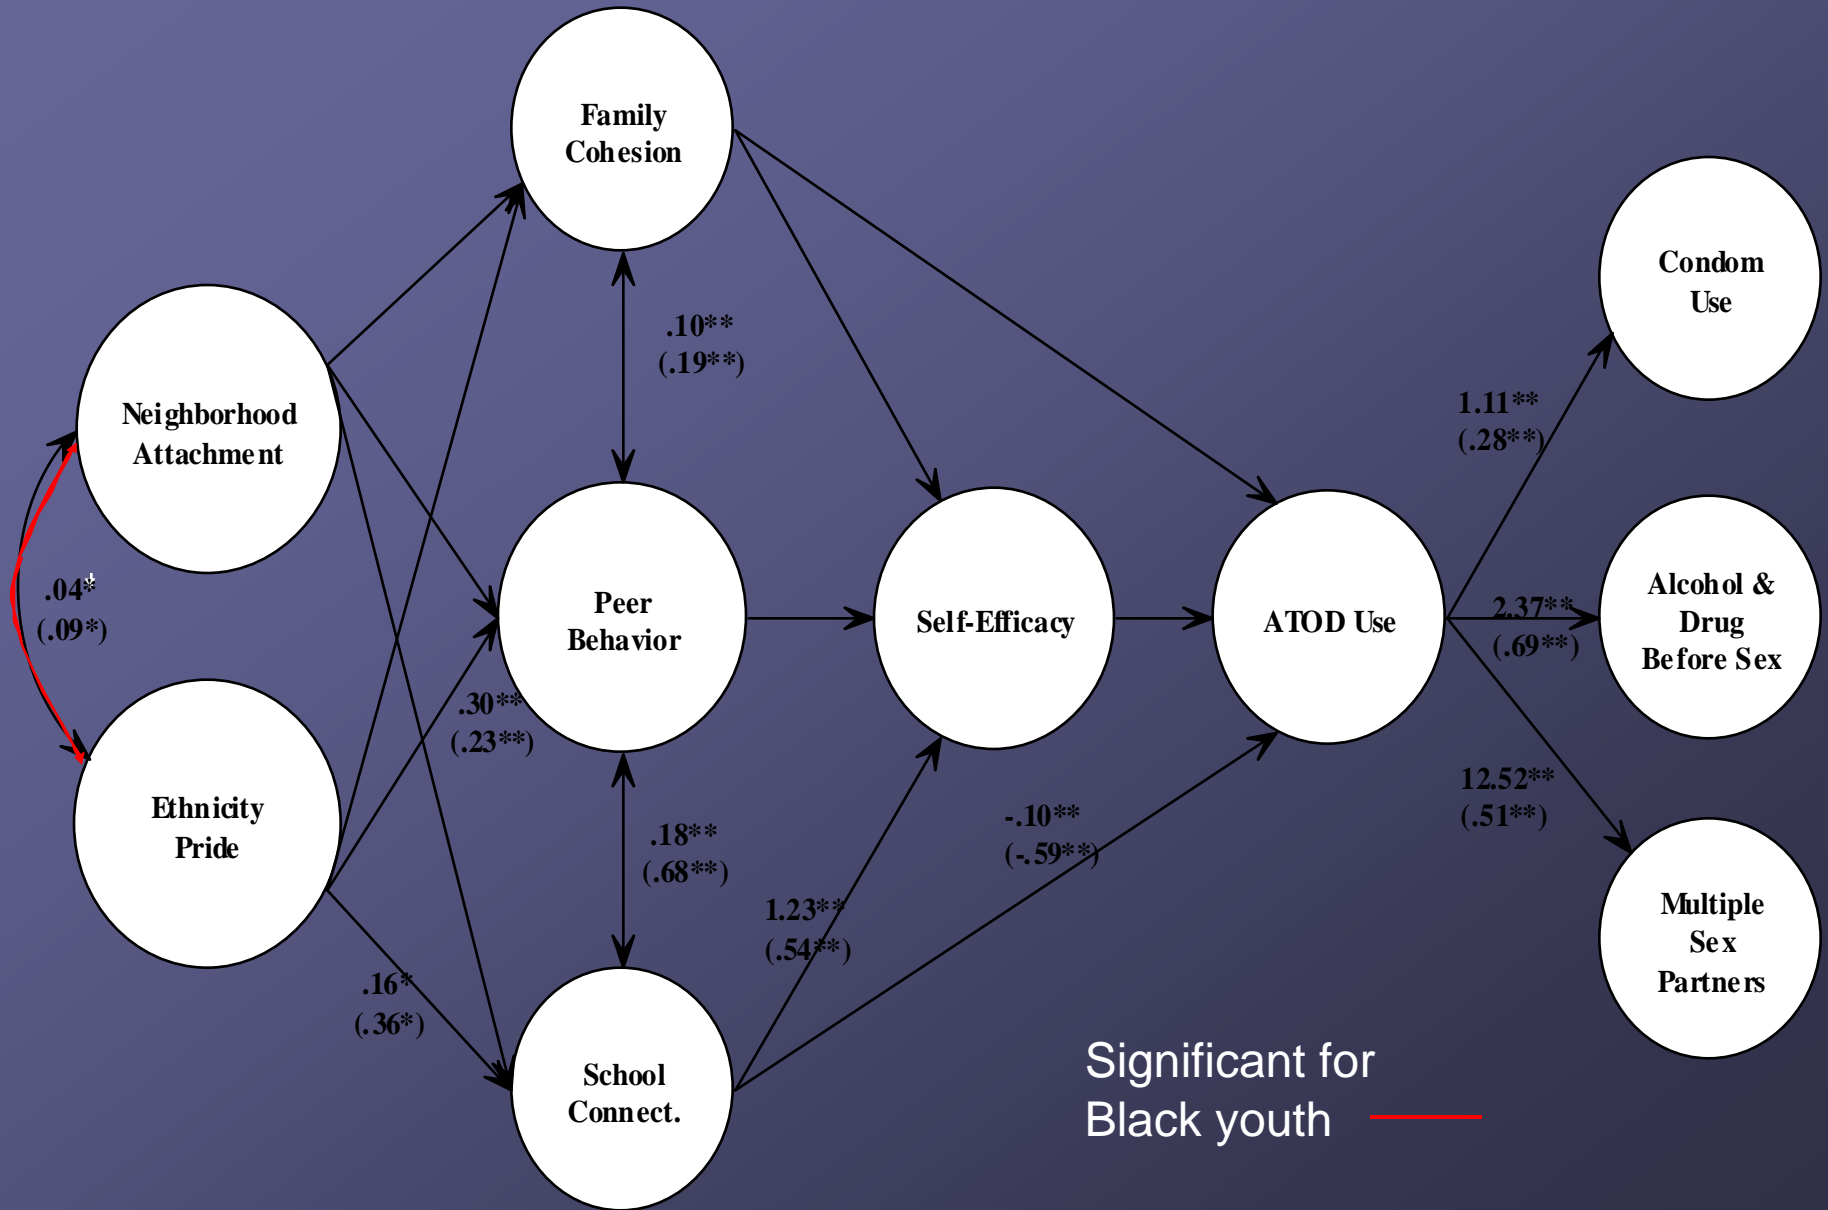 Family
Cohesion
Condom
Use
.10**
(.19**)
Neighborhood
Attachment
1.11**
(.28**)
.04*
(.09*)
Peer
Behavior
Self-Efficacy
ATOD Use
2.37**
(.69**)
Alcohol &
Drug
Before Sex
.30**
(.23**)
Ethnicity
Pride
.18**
(.68**)
-.10**
(-.59**)
12.52**
(.51**)
1.23**
(.54**)
Multiple
Sex
Partners
.16*
(.36*)
School
Connect.
Significant for
Black youth